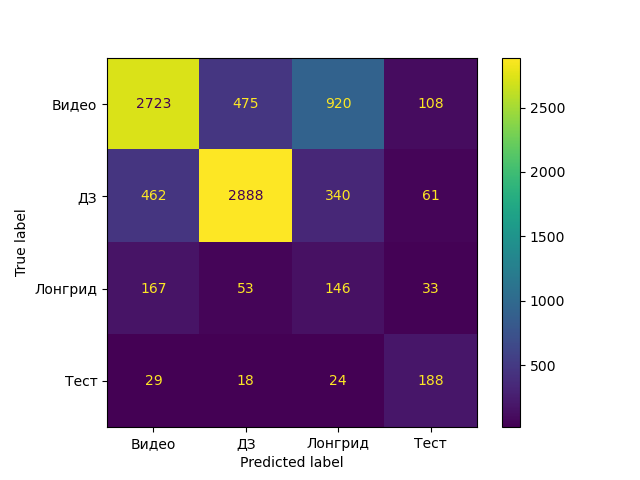 Видео 2723 475 920 108
ДЗ 462 2888 340 61
Лонгрид 167 53 146 33
Тест 29 18 24 188
Видео ДЗ Лонгрид Тест
Predicted label
True label
2500
2000
1500
1000
500